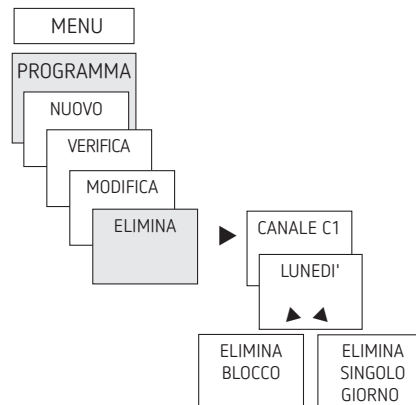 MENU
PROGRAMMA
NUOVO
VERIFICA
MODIFICA
ELIMINA
CANALE C1
LUNEDI'
ELIMINA
BLOCCO
ELIMINA
SINGOLO
GIORNO